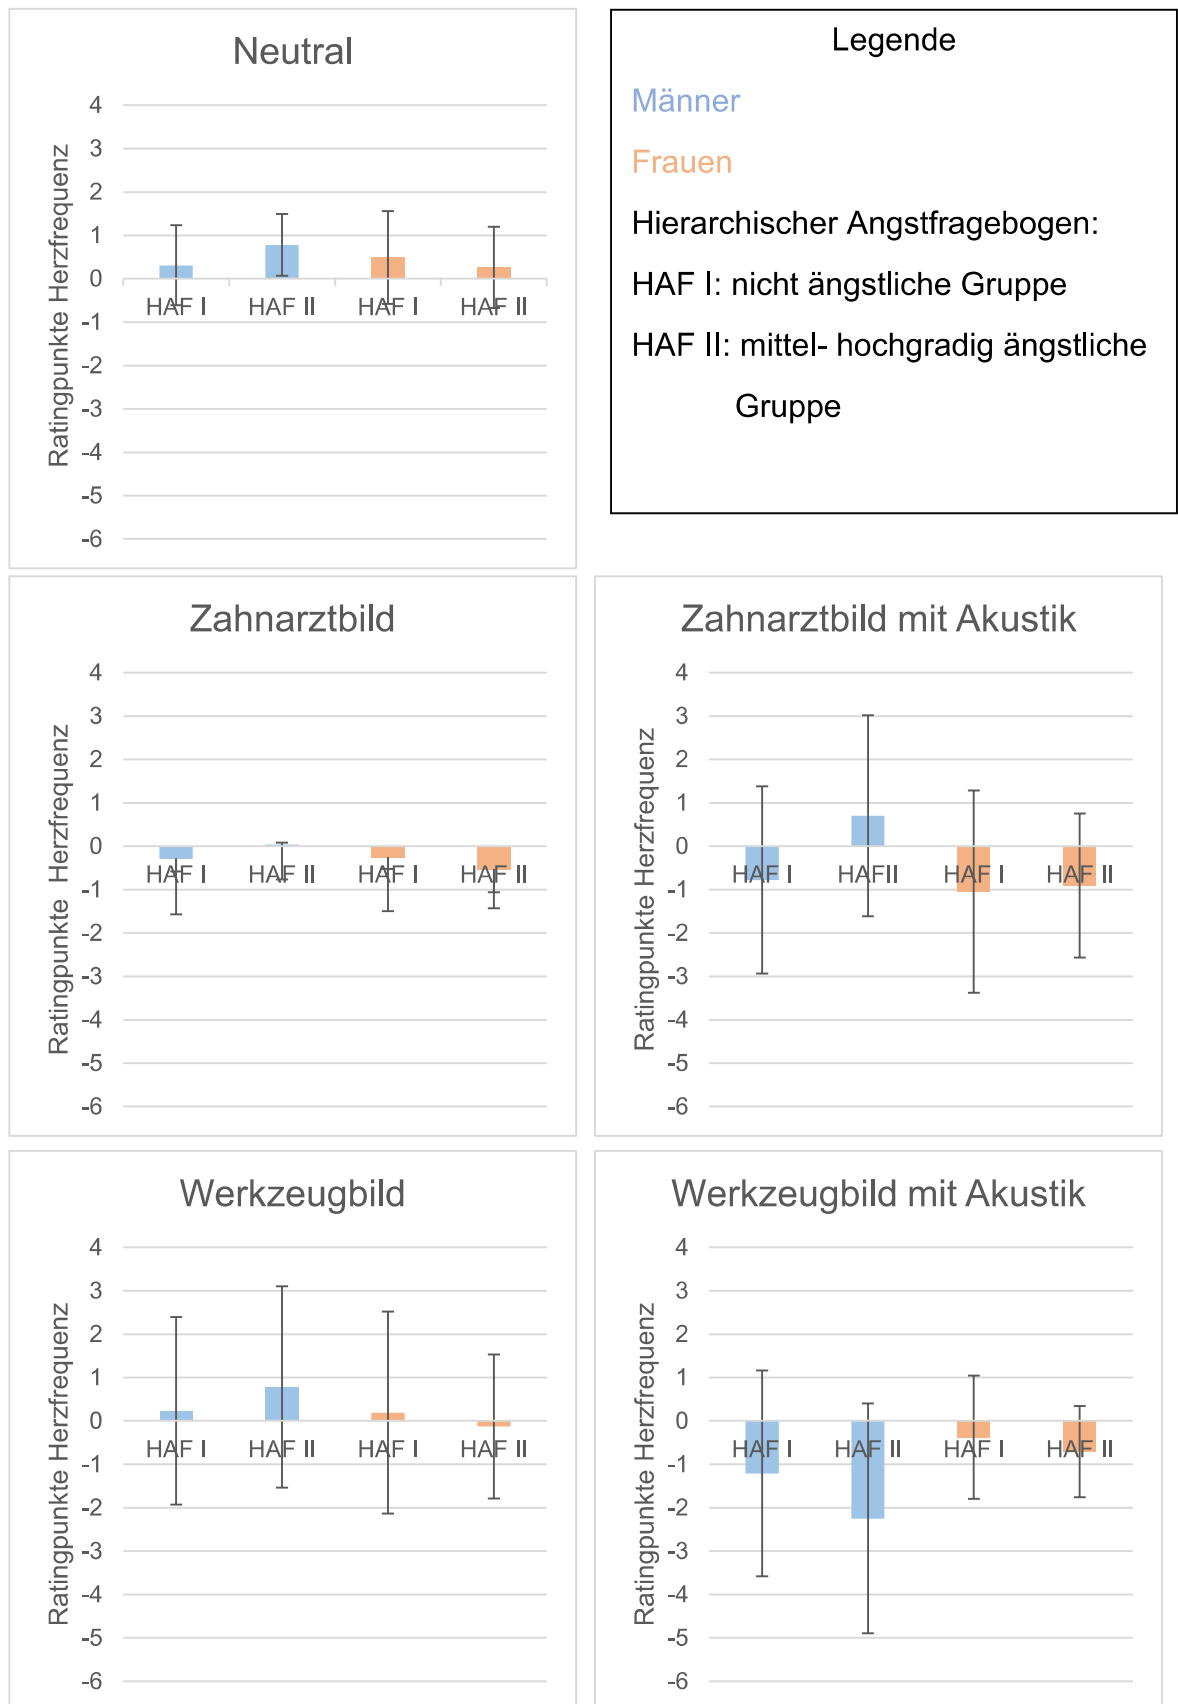 Neutral
4
3
2
1
0
-1
-2
-3
-4
-5
-6
Ratingpunkte Herzfrequenz
HAF I HAF II HAF I HAF II
Legende
Männer
Frauen
Hierarchischer Angstfragebogen:
HAF I: nicht ängstliche Gruppe
HAF II: mittel- hochgradig ängstliche
Gruppe
Zahnarztbild
4
3
2
1
0
-1
-2
-3
-4
-5
-6
Ratingpunkte Herzfrequenz
HAF I HAF II HAF I HAF II
Zahnarztbild mit Akustik
4
3
2
1
0
-1
-2
-3
-4
-5
-6
Ratingpunkte Herzfrequenz
HAF I HAFII HAF I HAF II
Werkzeugbild
4
3
2
1
0
-1
-2
-3
-4
-5
-6
Ratingpunkte Herzfrequenz
HAF I HAF II HAF I HAF II
Werkzeugbild mit Akustik
4
3
2
1
0
-1
-2
-3
-4
-5
-6
Ratingpunkte Herzfrequenz
HAF I HAF II HAF I HAF II